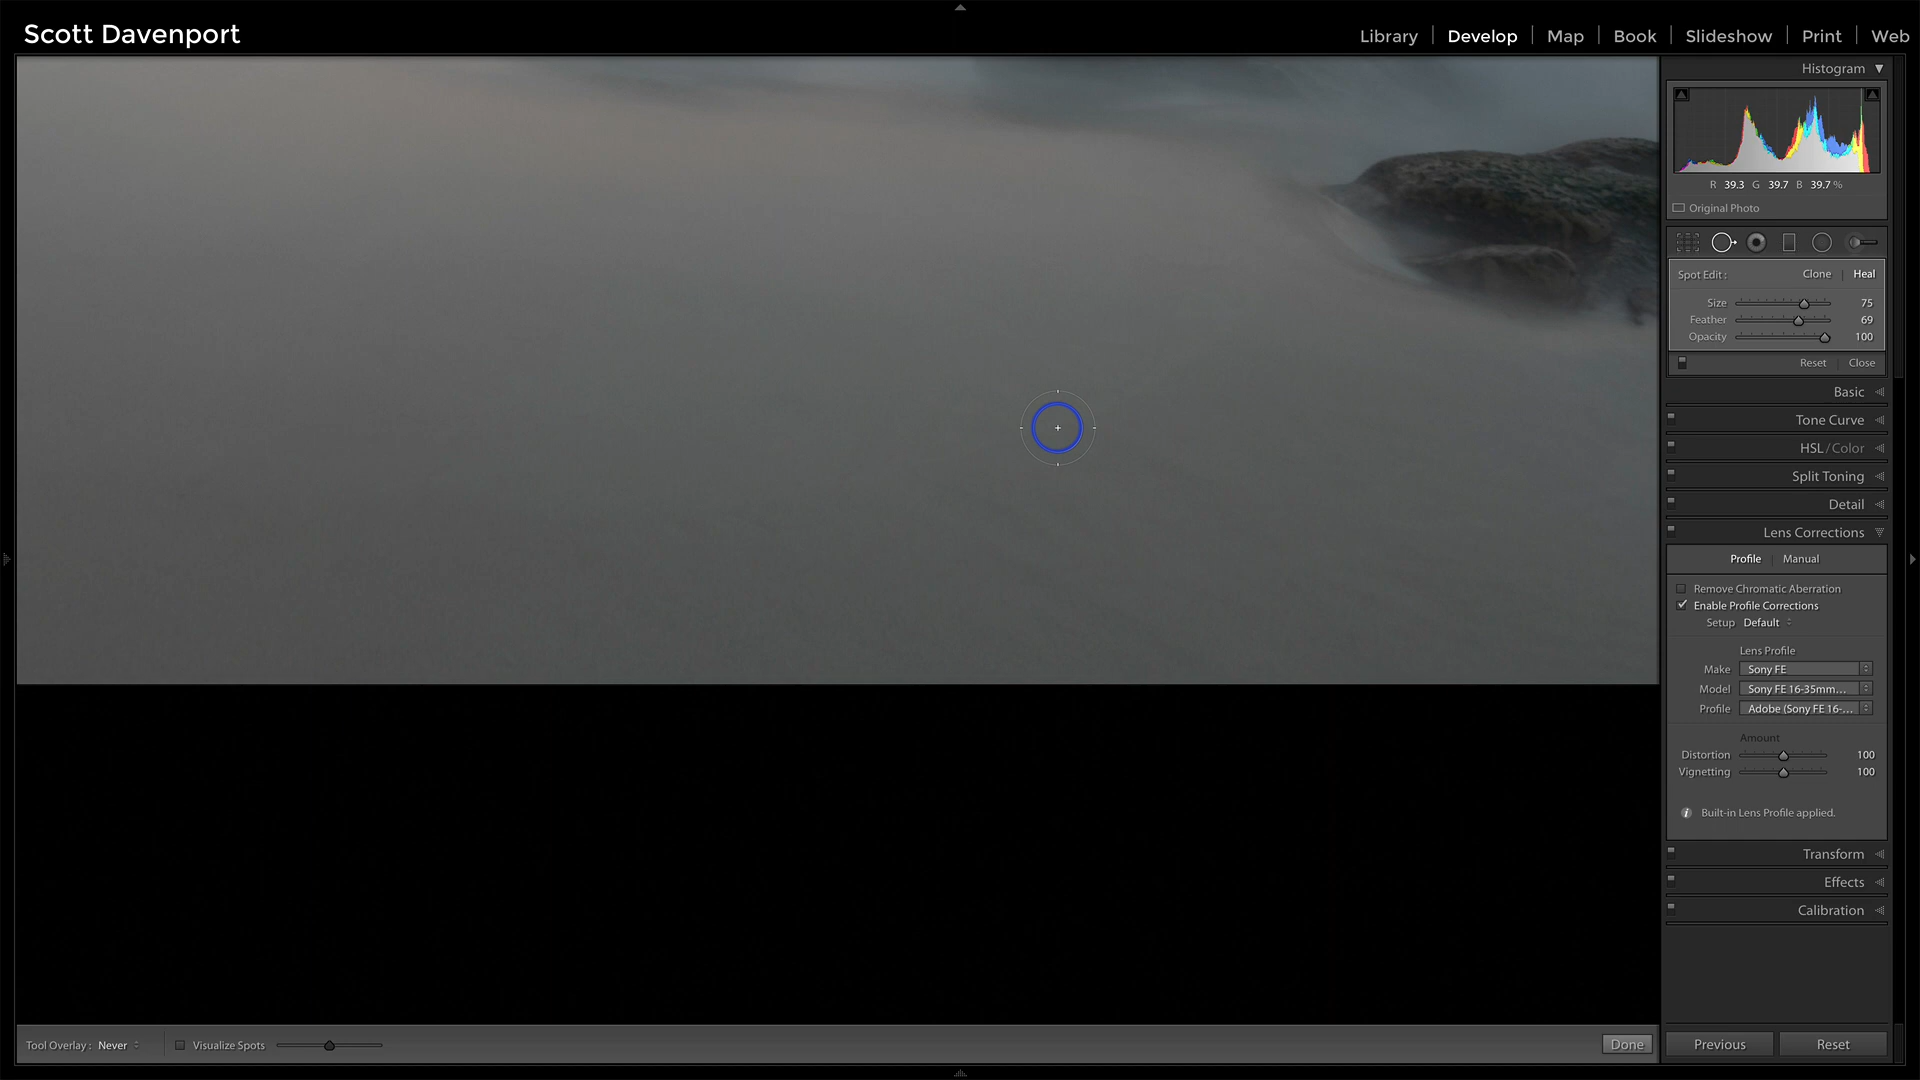 Scott Davenport
Library | Develop | Map | Book | Slideshow | Print | Web
Histogram
R 39.3 G 39.7 B 39.7 %
Original Photo
Spot Edit : Clone | Heal
Size 75
Feather 69
Opacity 100
Reset | Close
Basic
Tone Curve
HSL / Color
Split Toning
Detail
Lens Corrections
Profile | Manual
Remove Chromatic Aberration
Enable Profile Corrections
Setup Default
Lens Profile
Make Sony FE
Model Sony FE 16-35mm...
Profile Adobe (Sony FE 16-...
Amount
Distortion 100
Vignetting 100
Built-in Lens Profile applied.
Transform
Effects
Calibration
Tool Overlay : Never Visualize Spots Done Previous Reset